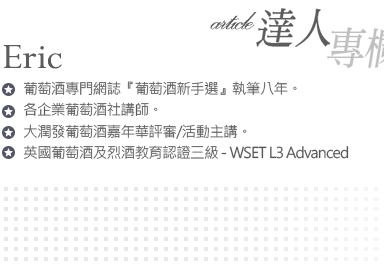 article 達人專欄
Eric
葡萄酒專門網誌『葡萄酒新手選』執筆八年。
各企業葡萄酒社講師。
大潤發葡萄酒嘉年華評審/活動主講。
英國葡萄酒及烈酒教育認證三級 - WSET L3 Advanced